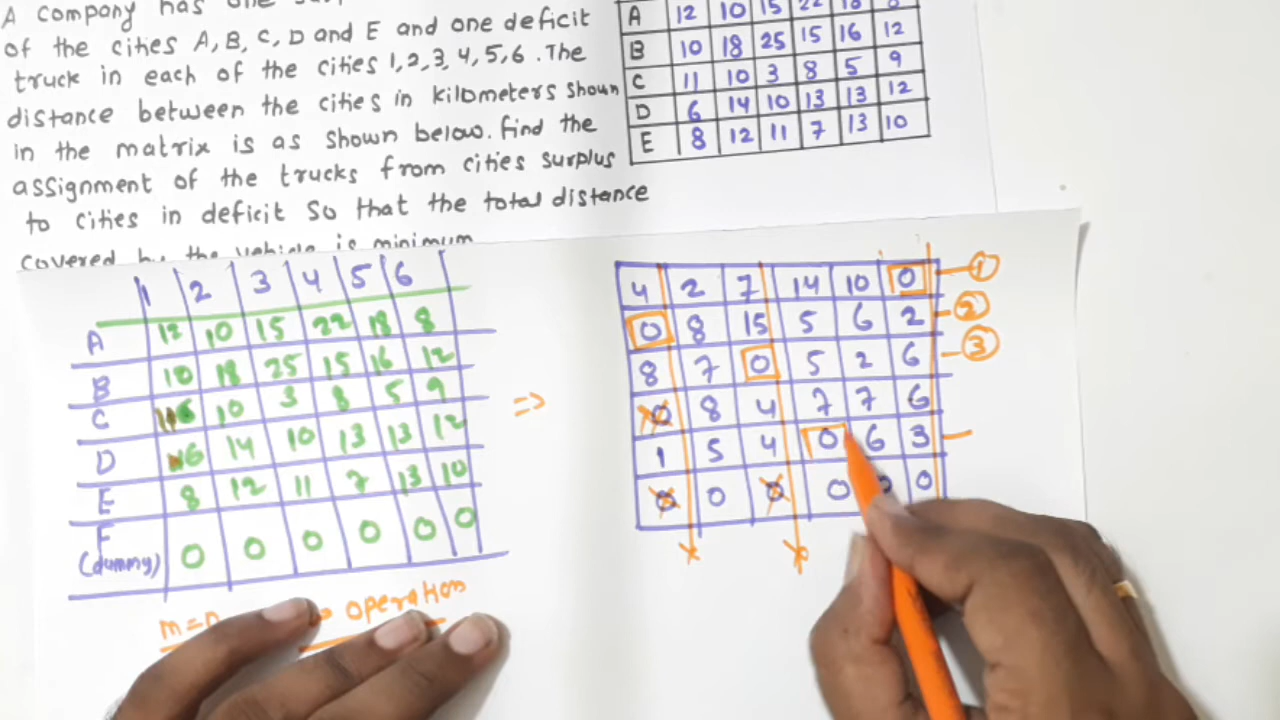 A company has one
of the cities A, B, C, D and E and one deficit
truck in each of the cities 1, 2, 3, 4, 5, 6. The
distance between the cities in kilometers shown
in the matrix is as shown below. find the
assignment of the trucks from cities surplus
to cities in deficit so that the total distance
covered by the vehicle is minimum
A 12 10 15 22 18 8
B 10 18 25 15 16 12
C 11 10 3 8 5 9
D 6 14 10 13 13 12
E 8 12 11 7 13 10
1 2 3 4 5 6
A 12 10 15 22 18 8
B 10 18 25 15 16 12
C 10 3 8 5 9
D 6 14 10 13 13 12
E 8 12 11 7 13 10
F (dummy) 0 0 0 0 0 0
m=n
operation
⇒
4 2 7 14 10 0 ①
0 8 15 5 6 2 ②
8 7 0 5 2 6 ③
0 8 4 7 7 6
1 5 4 0 6 3
0 0 0 0 0 0